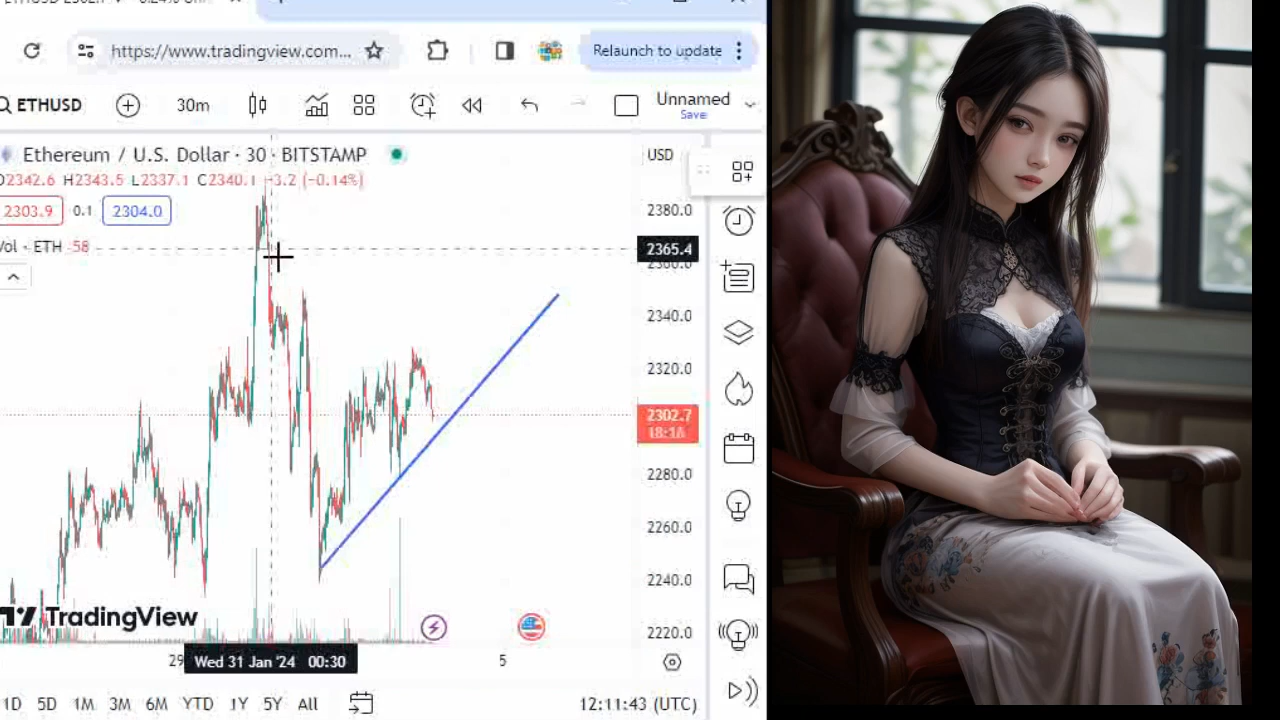 https://www.tradingview.com...
Relaunch to update
ETHUSD
30m
Unnamed
Save
Ethereum / U.S. Dollar · 30 · BITSTAMP
USD
O2342.6 H2343.5 L2337.1 C2340.1 −3.2 (−0.14%)
2303.9 0.1 2304.0
Vol · ETH 58
2380.0
2365.4
2360.0
2340.0
2320.0
2302.7
18:16
2280.0
2260.0
2240.0
2220.0
TradingView
29
Wed 31 Jan '24 00:30
5
1D 5D 1M 3M 6M YTD 1Y 5Y All
12:11:43 (UTC)